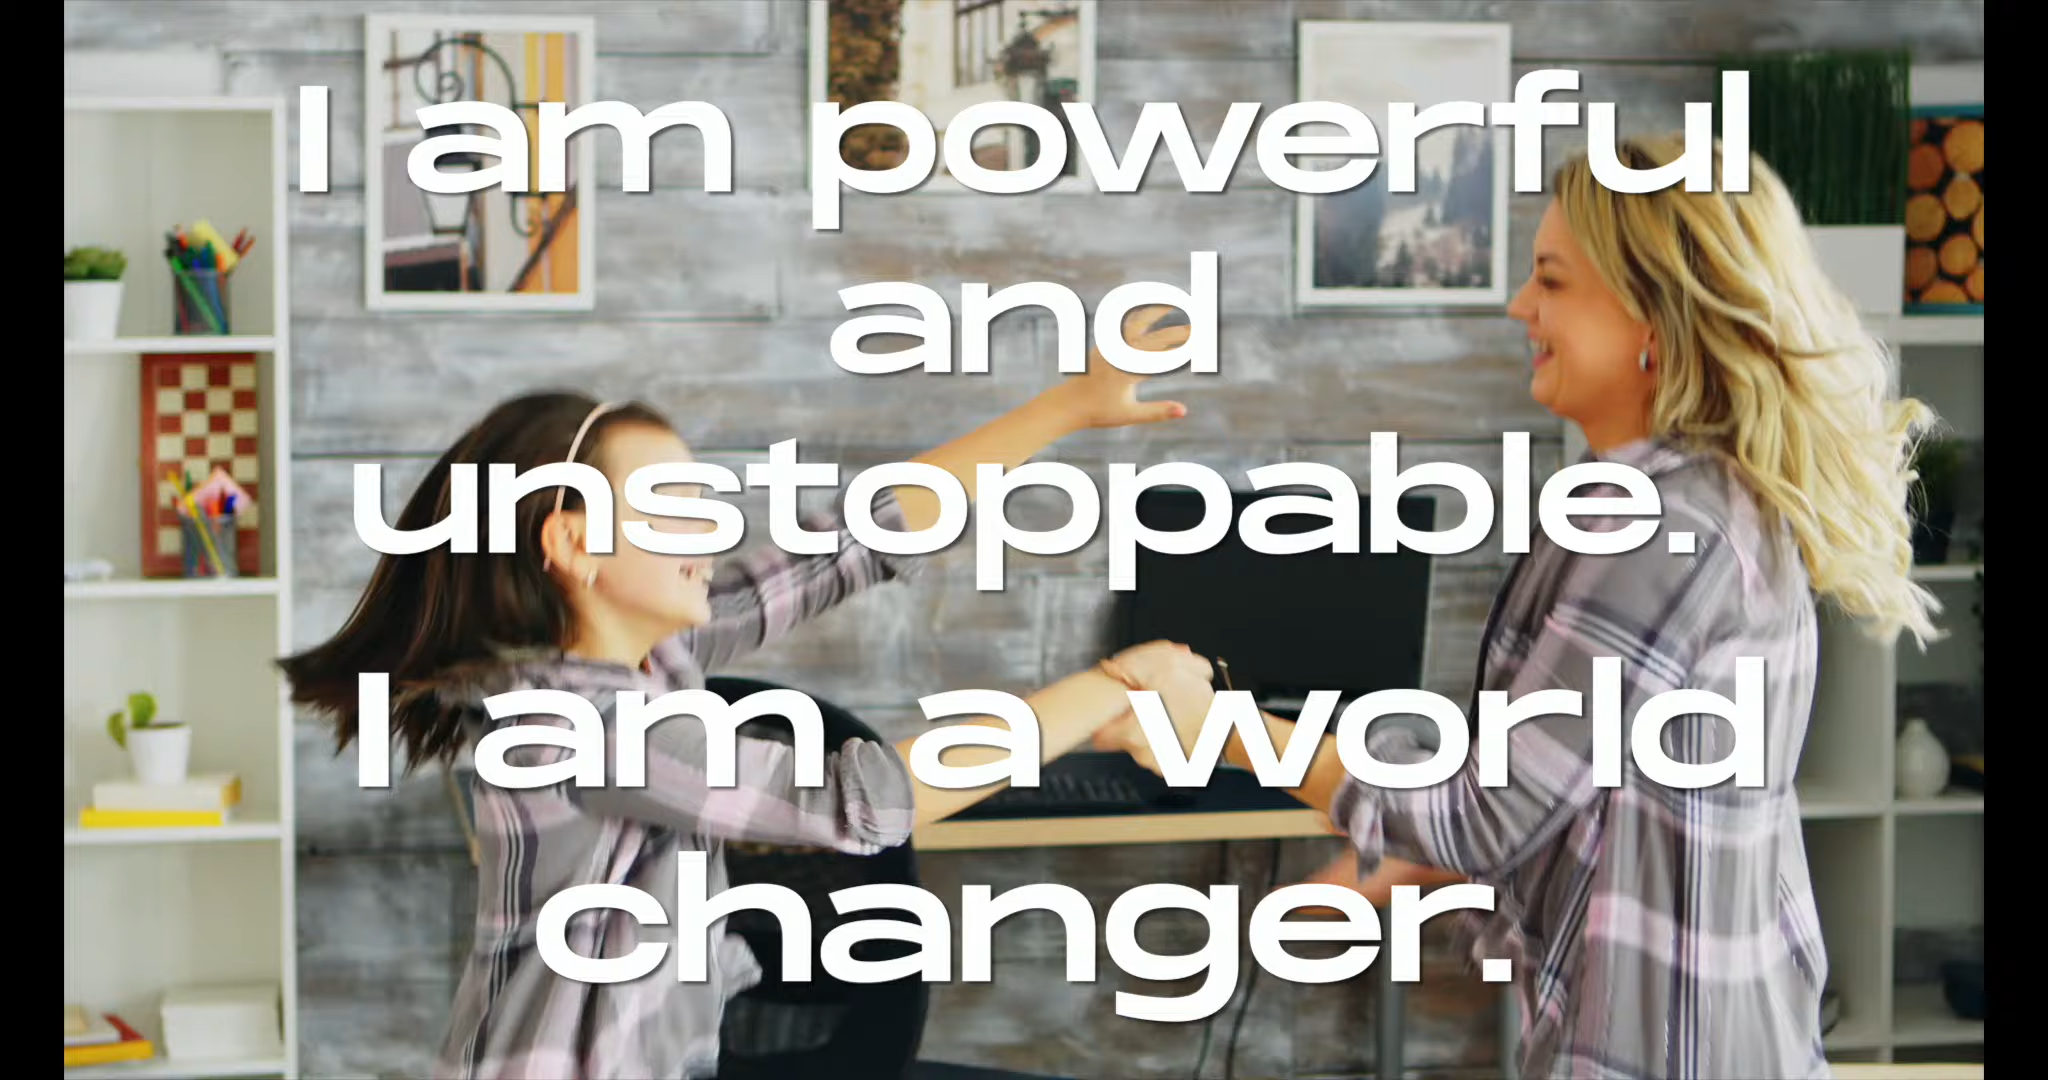 I am powerful
and
unstoppable.
I am a world
changer.